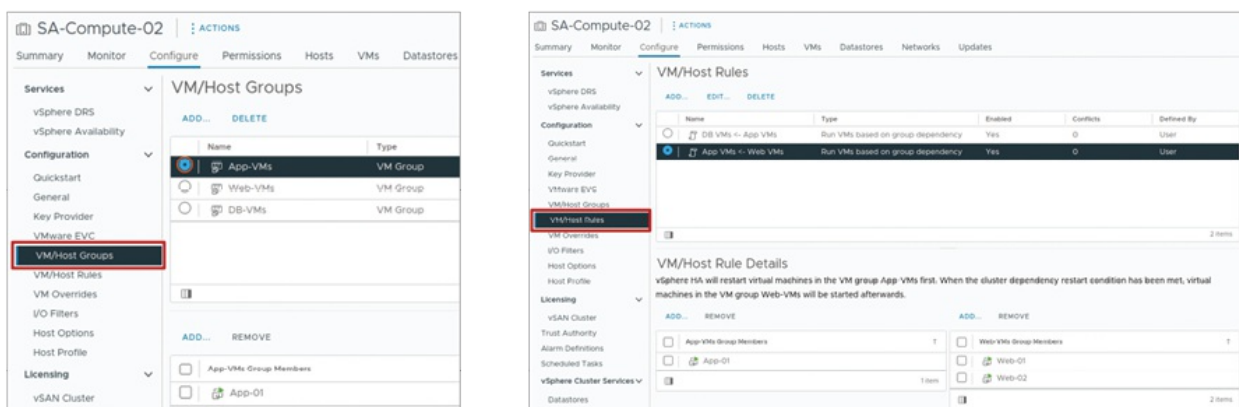 SA-Compute-02 ACTIONS
Summary Monitor Configure Permissions Hosts VMs Datastores
Services
vSphere DRS
vSphere Availability
Configuration
Quickstart
General
Key Provider
VMware EVC
VM/Host Groups
VM/Host Rules
VM Overrides
I/O Filters
Host Options
Host Profile
Licensing
vSAN Cluster
VM/Host Groups
ADD... DELETE
Name Type
App-VMs VM Group
Web-VMs VM Group
DB-VMs VM Group
ADD... REMOVE
App-VMs Group Members
App-01
SA-Compute-02 ACTIONS
Summary Monitor Configure Permissions Hosts VMs Datastores Networks Updates
Services
vSphere DRS
vSphere Availability
Configuration
Quickstart
General
Key Provider
VMware EVC
VM/Host Groups
VM/Host Rules
VM Overrides
I/O Filters
Host Options
Host Profile
Licensing
vSAN Cluster
Trust Authority
Alarm Definitions
Scheduled Tasks
vSphere Cluster Services
Datastores
VM/Host Rules
ADD... EDIT... DELETE
Name Type Enabled Conflicts Defined By
DB VMs <- App VMs Run VMs based on group dependency Yes 0 User
App VMs <- Web VMs Run VMs based on group dependency Yes 0 User
2 items
VM/Host Rule Details
vSphere HA will restart virtual machines in the VM group App-VMs first. When the cluster dependency restart condition has been met, virtual
machines in the VM group Web-VMs will be started afterwards.
ADD... REMOVE
App-VMs Group Members
App-01
1 item
ADD... REMOVE
Web-VMs Group Members
Web-01
Web-02
2 items